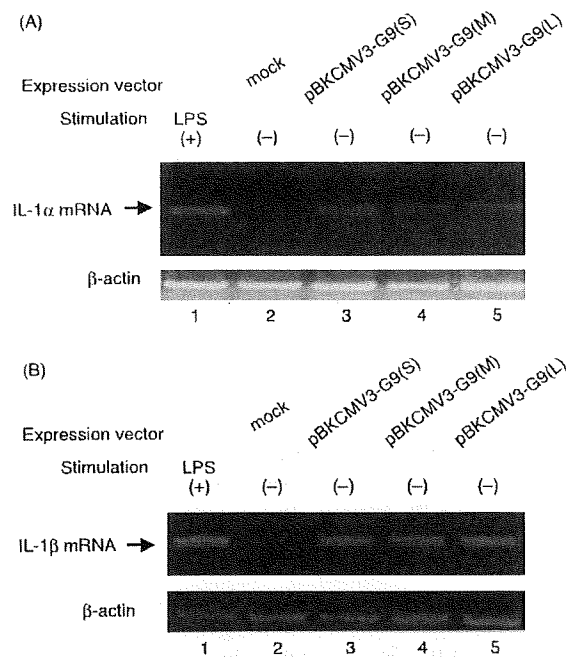 (A)
Expression vector
mock
pBKCMV3-G9(S)
pBKCMV3-G9(M)
pBKCMV3-G9(L)
Stimulation
LPS
(+) (−) (−) (−) (−)
IL-1α mRNA
β-actin
1 2 3 4 5
(B)
Expression vector
mock
pBKCMV3-G9(S)
pBKCMV3-G9(M)
pBKCMV3-G9(L)
Stimulation
LPS
(+) (−) (−) (−) (−)
IL-1β mRNA
β-actin
1 2 3 4 5